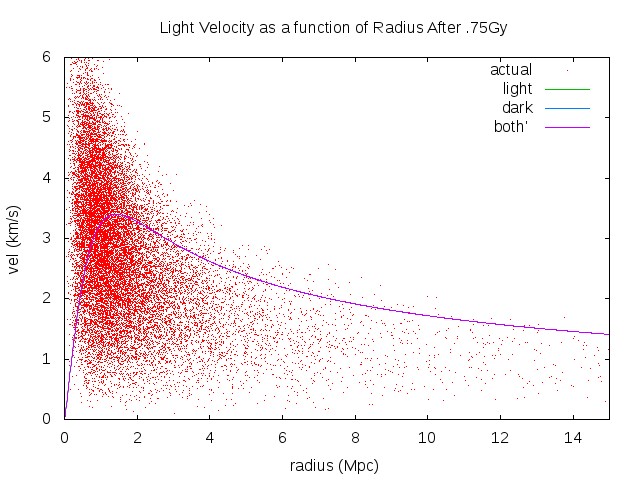 Light Velocity as a function of Radius After .75Gy
6
5
4
3
2
1
0
vel (km/s)
actual
light
dark
both'
0 2 4 6 8 10 12 14
radius (Mpc)